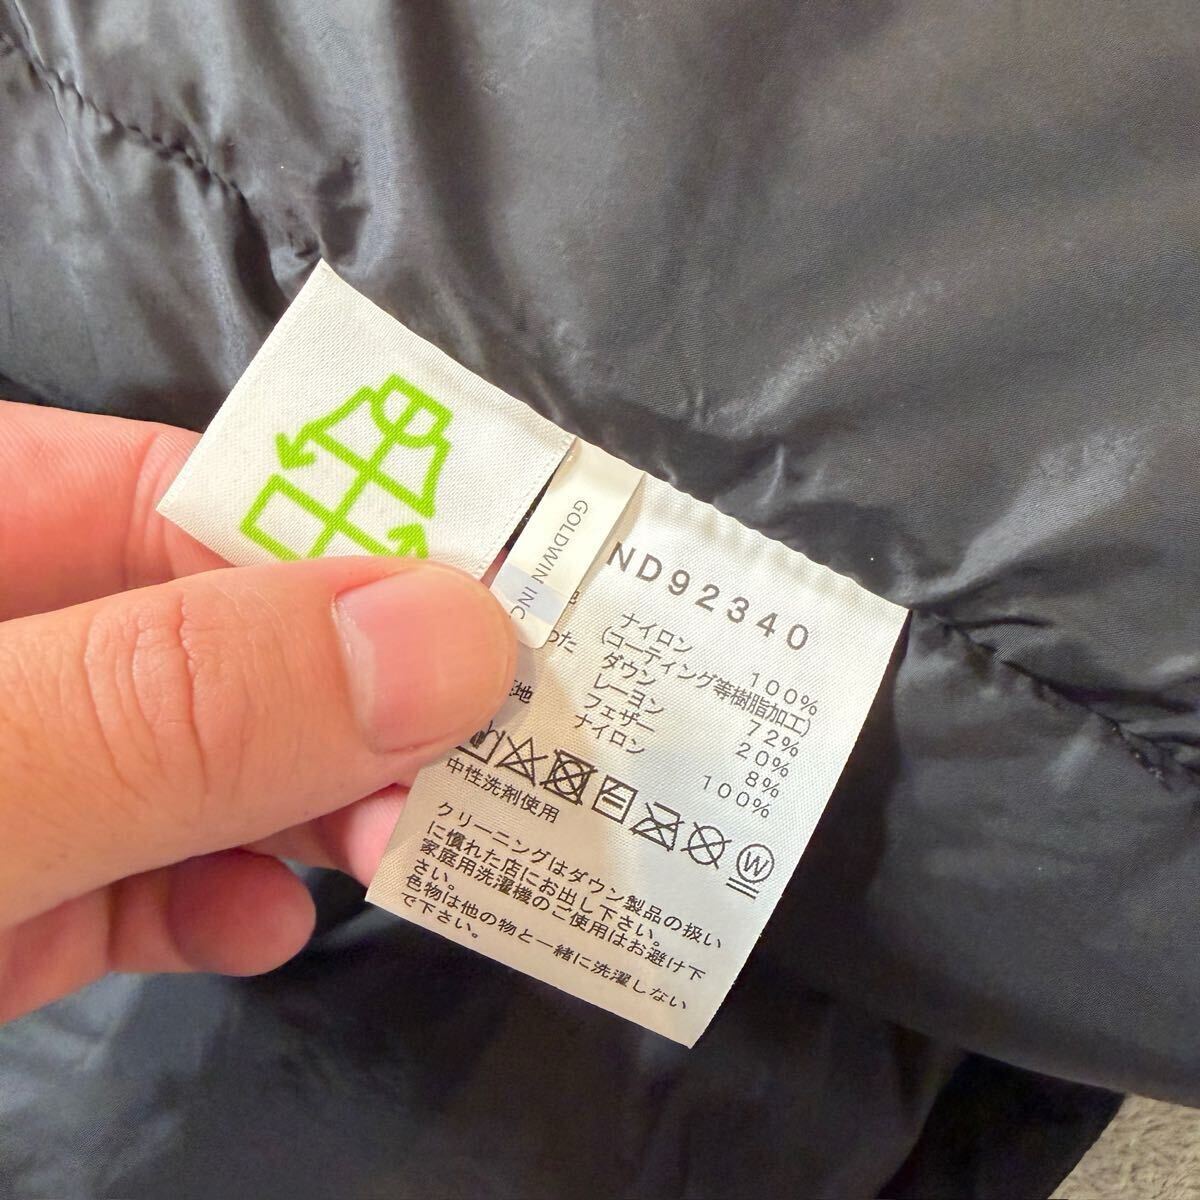 GOLDWIN INC
ND92340
ナイロン 100%
(コーティング等樹脂加工)
わた ダウン 72%
レーヨン 20%
フェザー 8%
地 ナイロン 100%
中性洗剤使用
W
クリーニングはダウン製品の扱い
に慣れた店にお出し下さい。
家庭用洗濯機のご使用はお避け下
さい。
色物は他の物と一緒に洗濯しない
で下さい。